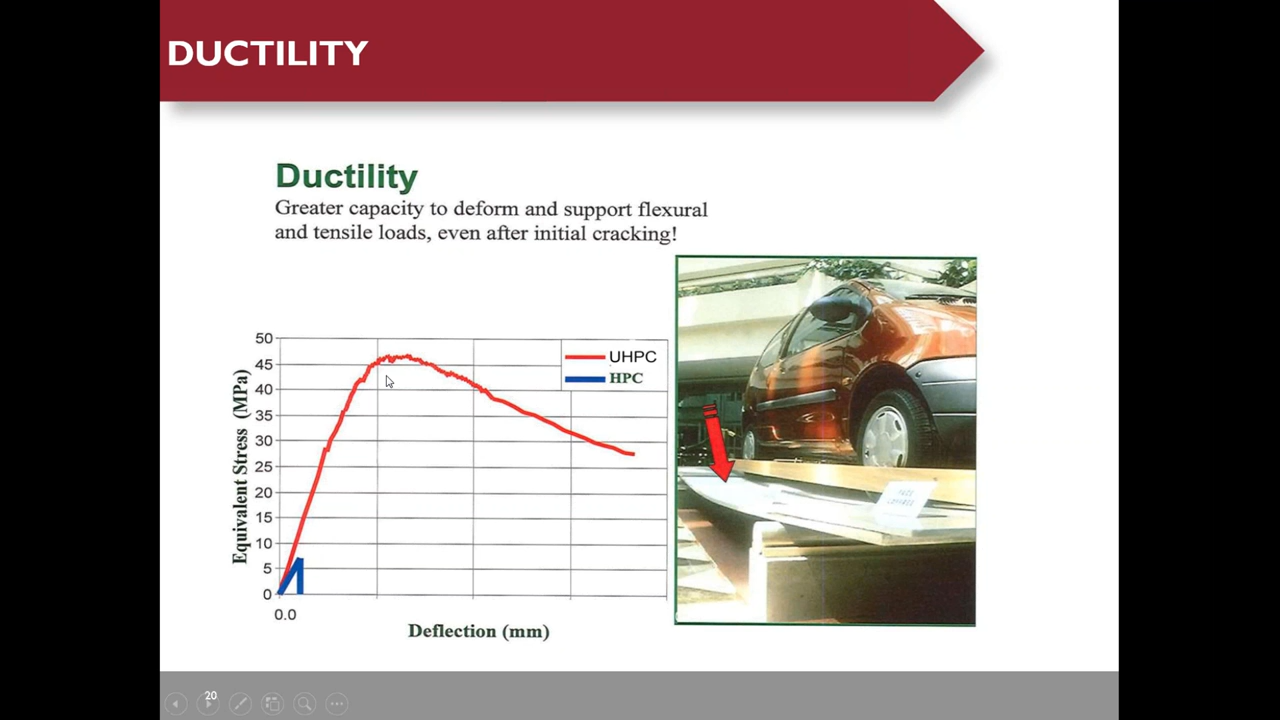 DUCTILITY
Ductility
Greater capacity to deform and support flexural
and tensile loads, even after initial cracking!
50
45
40
35
30
25
20
15
10
5
0
0.0
Equivalent Stress (MPa)
Deflection (mm)
UHPC
HPC
20